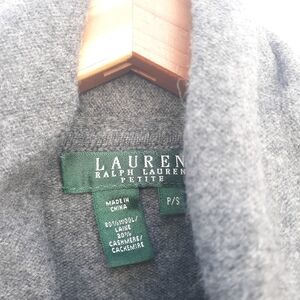 LAUREN
RALPH LAUREN
PETITE
MADE IN
CHINA
P/S
80% WOOL/
LAINE
20%
CASHMERE/
CACHEMIRE